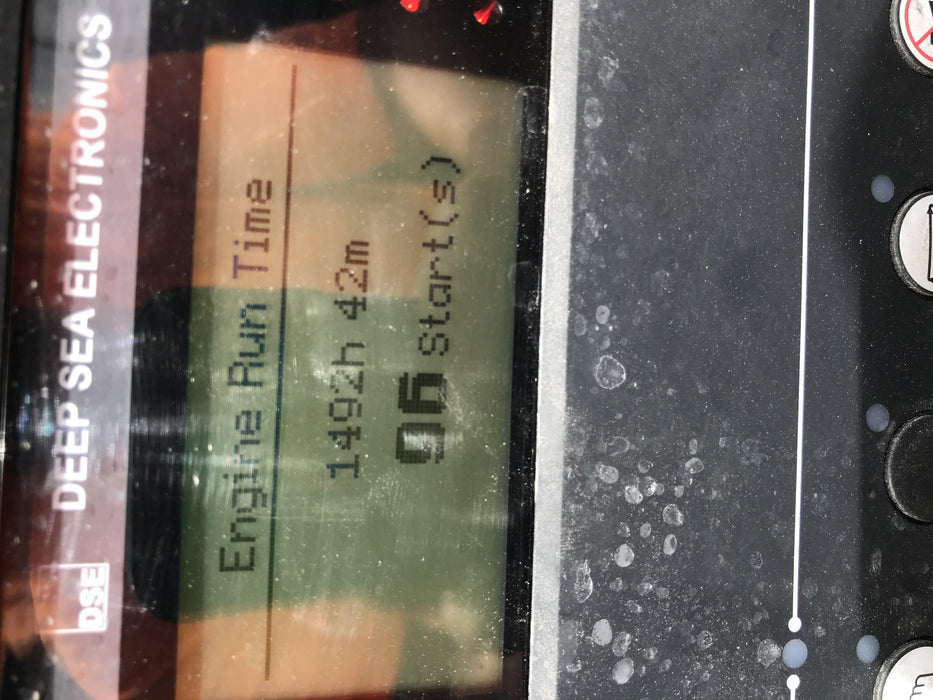 DSE DEEP SEA ELECTRONICS
Engine Run Time
1492h 42m
96 Start(s)